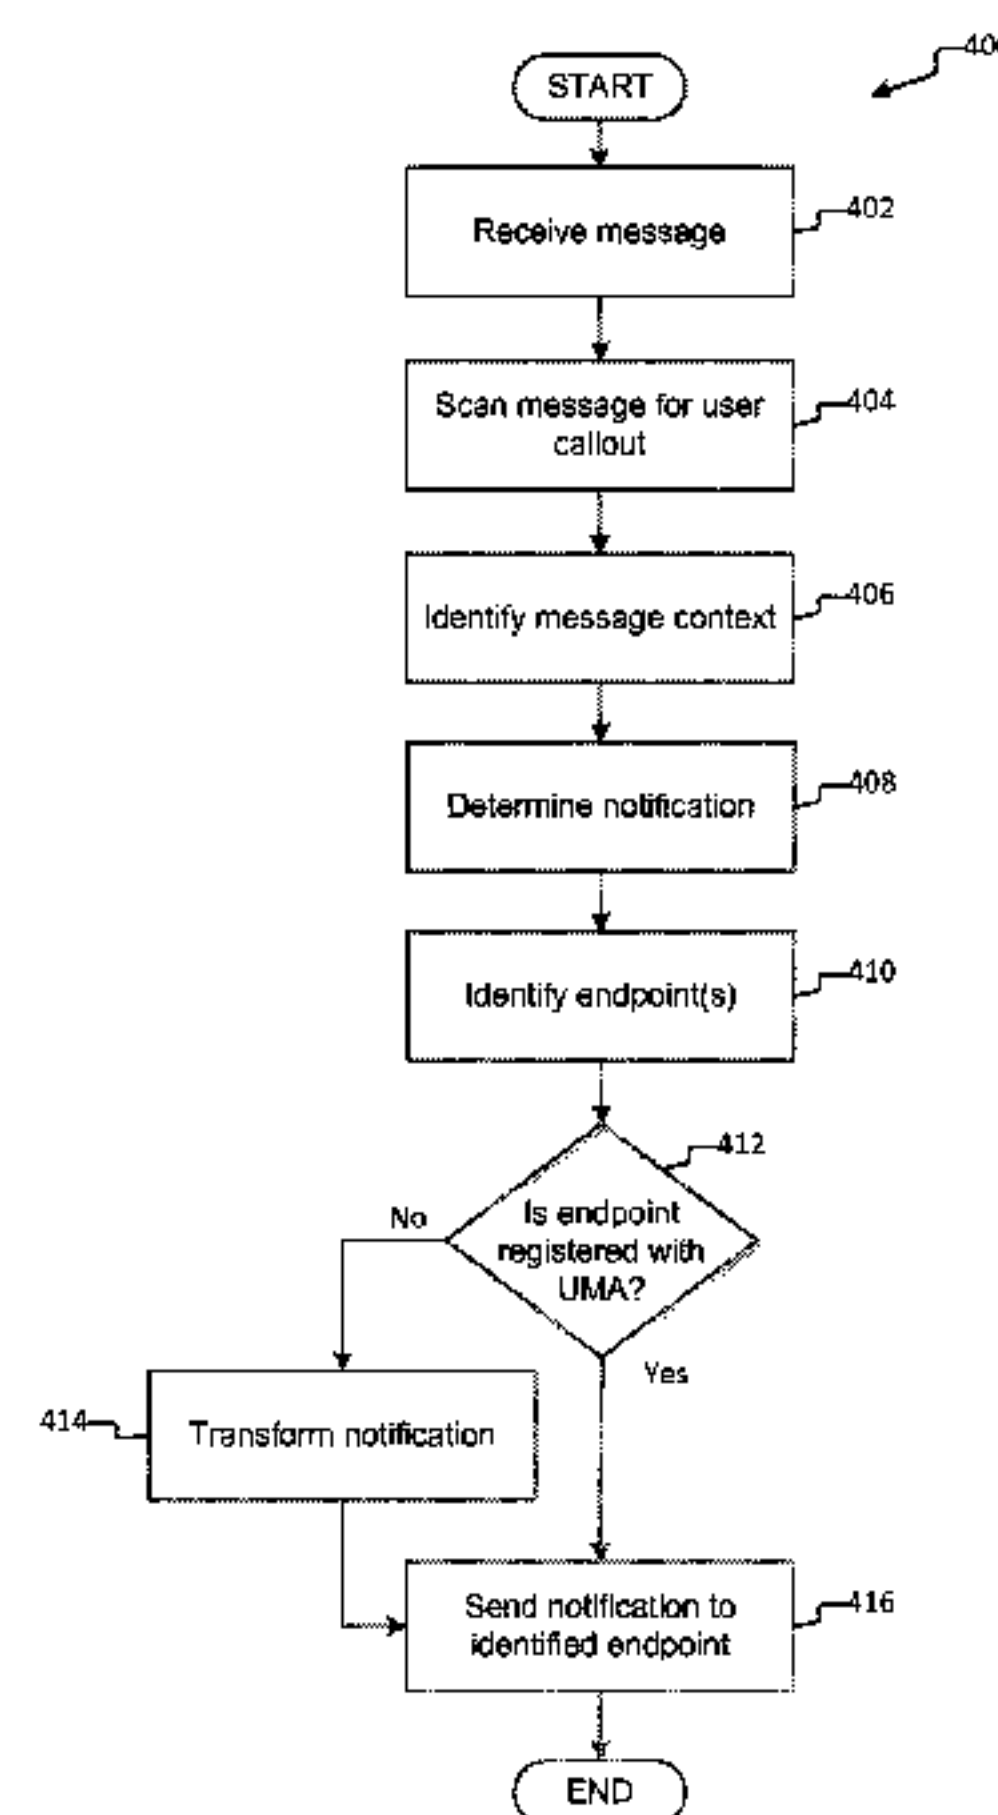 START
Receive message
402
Scan message for user
callout
404
Identify message context
406
Determine notification
408
Identify endpoint(s)
410
412
Is endpoint
registered with
UMA?
No
Yes
414
Transform notification
Send notification to
identified endpoint
416
END